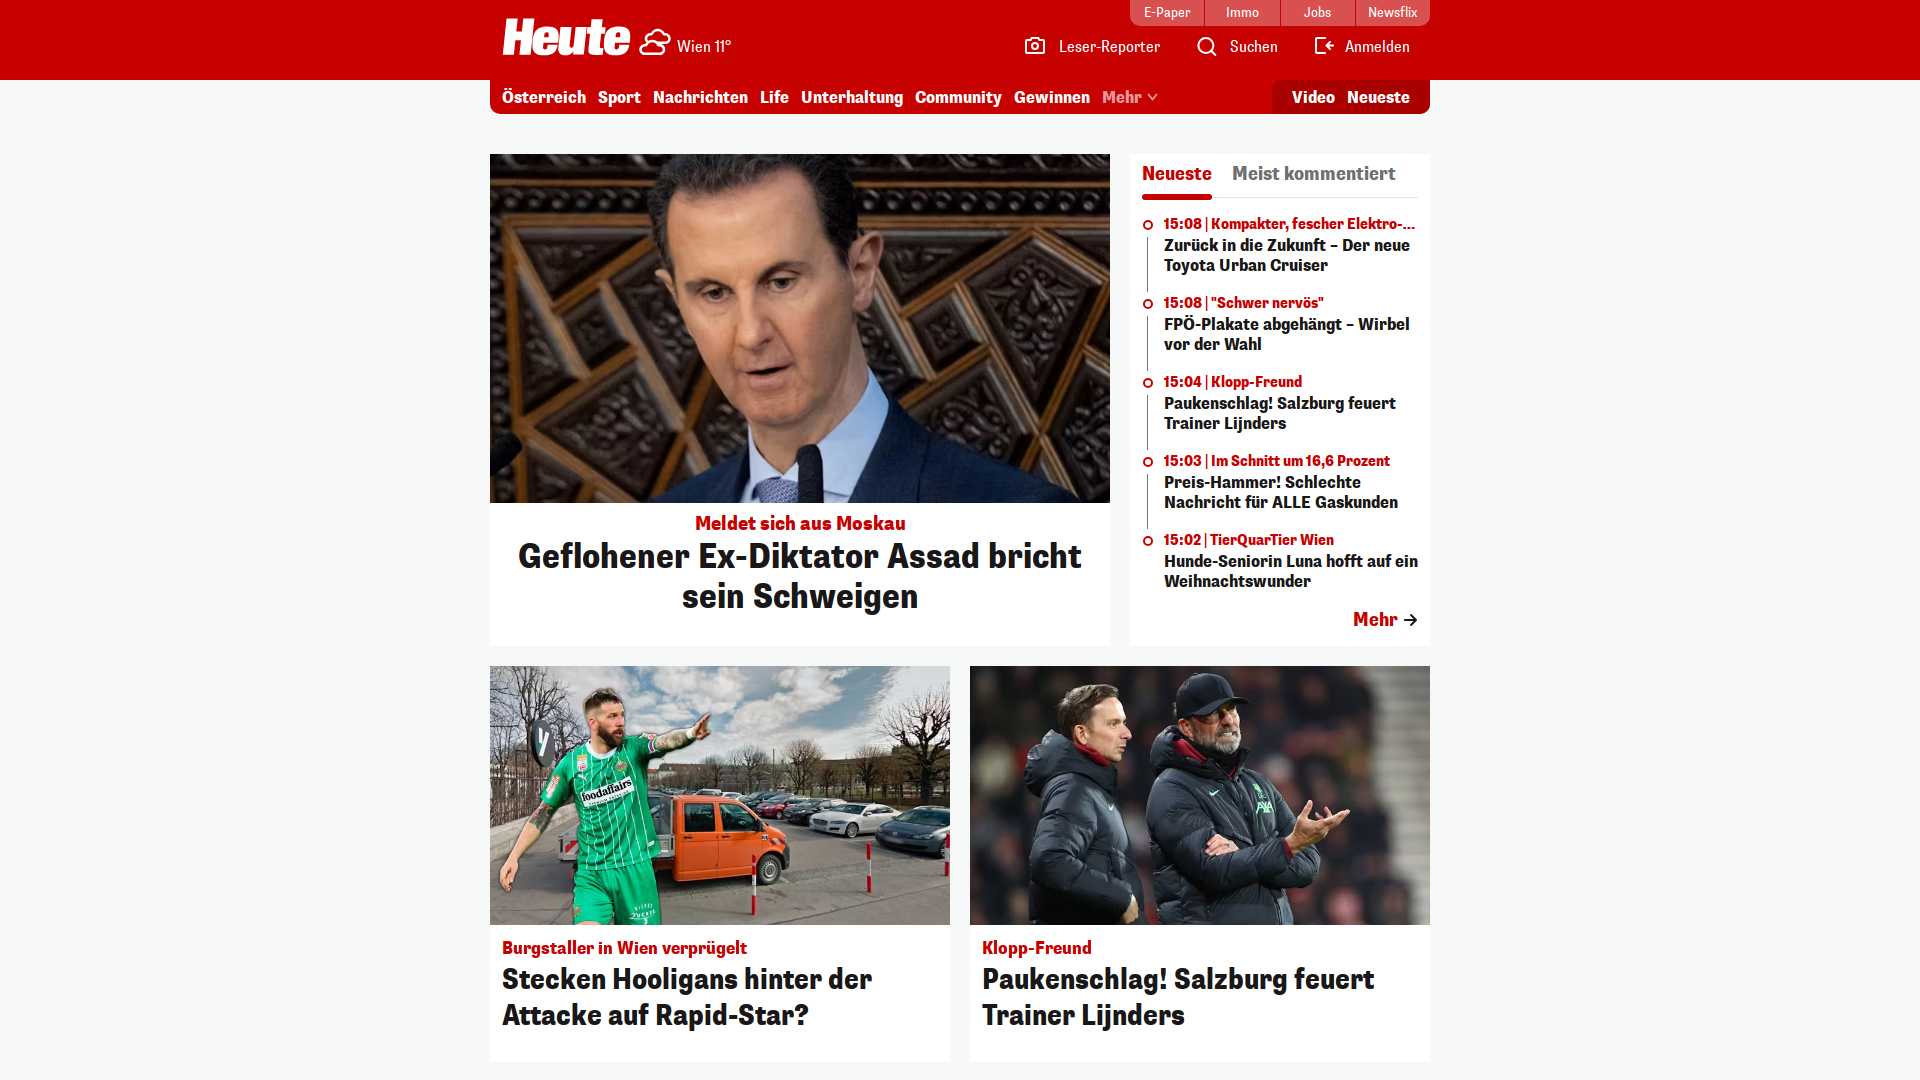 E-Paper
Immo
Jobs
Newsflix
Heute
Wien 11°
Leser-Reporter
Suchen
Anmelden
Österreich
Sport
Nachrichten
Life
Unterhaltung
Community
Gewinnen
Mehr
Video
Neueste
Meldet sich aus Moskau
Geflohener Ex-Diktator Assad bricht
sein Schweigen
Neueste
Meist kommentiert
15:08 | Kompakter, fescher Elektro-...
Zurück in die Zukunft – Der neue
Toyota Urban Cruiser
15:08 | "Schwer nervös"
FPÖ-Plakate abgehängt – Wirbel
vor der Wahl
15:04 | Klopp-Freund
Paukenschlag! Salzburg feuert
Trainer Lijnders
15:03 | Im Schnitt um 16,6 Prozent
Preis-Hammer! Schlechte
Nachricht für ALLE Gaskunden
15:02 | TierQuarTier Wien
Hunde-Seniorin Luna hofft auf ein
Weihnachtswunder
Mehr
foodaffairs
Burgstaller in Wien verprügelt
Stecken Hooligans hinter der
Attacke auf Rapid-Star?
AXA
Klopp-Freund
Paukenschlag! Salzburg feuert
Trainer Lijnders